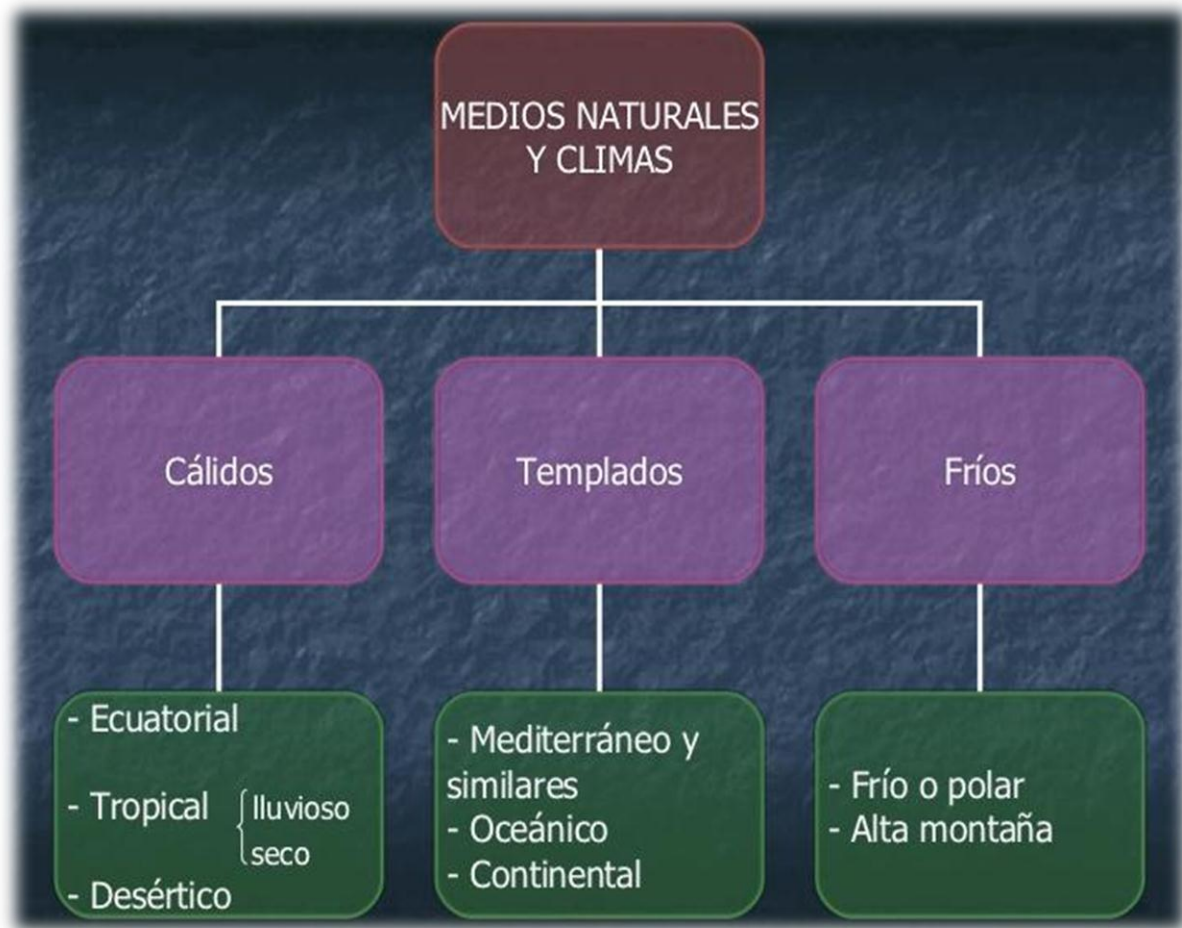 MEDIOS NATURALES
Y CLIMAS
Cálidos
Templados
Fríos
- Ecuatorial
- Tropical
lluvioso
seco
- Desértico
- Mediterráneo y
similares
- Oceánico
- Continental
- Frío o polar
- Alta montaña